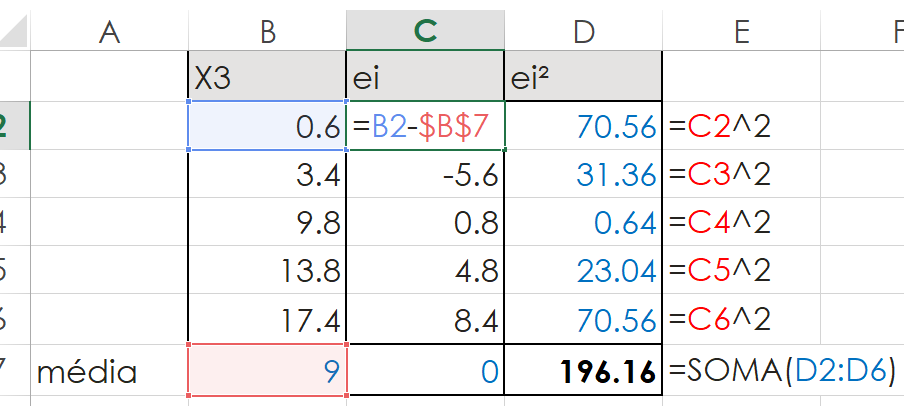 A B C D E F
X3 ei ei²
2 0.6 =B2-$B$7 70.56 =C2^2
3 3.4 -5.6 31.36 =C3^2
4 9.8 0.8 0.64 =C4^2
5 13.8 4.8 23.04 =C5^2
6 17.4 8.4 70.56 =C6^2
7 média 9 0 196.16 =SOMA(D2:D6)